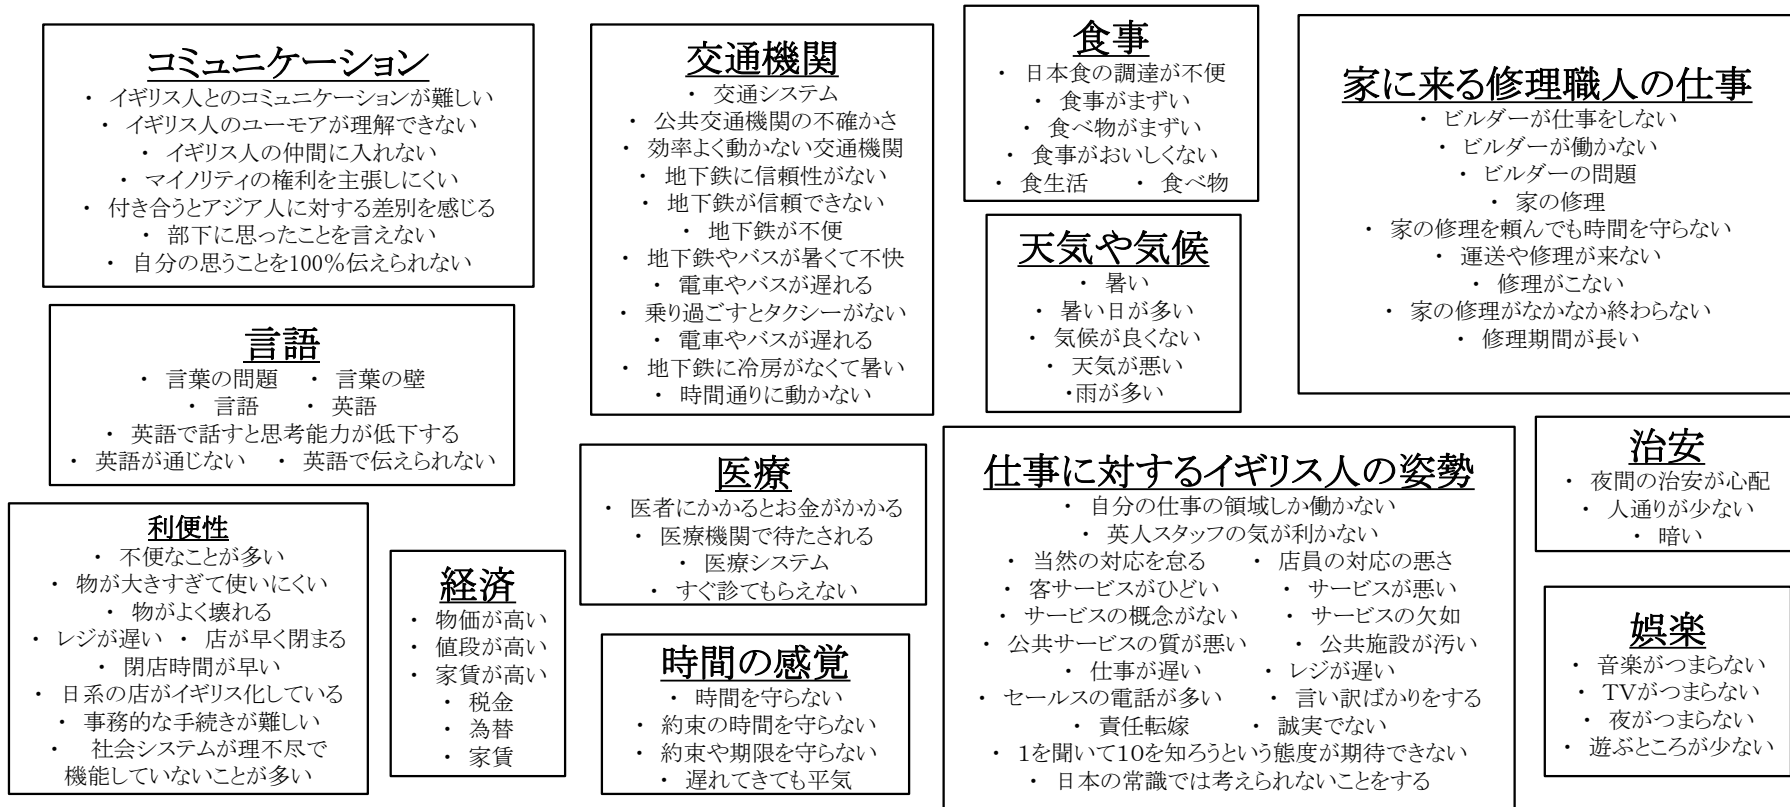 コミュニケーション
・ イギリス人とのコミュニケーションが難しい
・ イギリス人のユーモアが理解できない
・ イギリス人の仲間に入れない
・ マイノリティの権利を主張しにくい
・ 付き合うとアジア人に対する差別を感じる
・ 部下に思ったことを言えない
・ 自分の思うことを100%伝えられない
言語
・ 言葉の問題 ・ 言葉の壁
・ 言語 ・ 英語
・ 英語で話すと思考能力が低下する
・ 英語が通じない ・ 英語で伝えられない
利便性
・ 不便なことが多い
・ 物が大きすぎて使いにくい
・ 物がよく壊れる
・ レジが遅い ・ 店が早く閉まる
・ 閉店時間が早い
・ 日系の店がイギリス化している
・ 事務的な手続きが難しい
・ 社会システムが理不尽で
機能していないことが多い
経済
・ 物価が高い
・ 値段が高い
・ 家賃が高い
・ 税金
・ 為替
・ 家賃
交通機関
・ 交通システム
・ 公共交通機関の不確かさ
・ 効率よく動かない交通機関
・ 地下鉄に信頼性がない
・ 地下鉄が信頼できない
・ 地下鉄が不便
・ 地下鉄やバスが暑くて不快
・ 電車やバスが遅れる
・ 乗り過ごすとタクシーがない
・ 電車やバスが遅れる
・ 地下鉄に冷房がなくて暑い
・ 時間通りに動かない
医療
・ 医者にかかるとお金がかかる
・ 医療機関で待たされる
・ 医療システム
・ すぐ診てもらえない
時間の感覚
・ 時間を守らない
・ 約束の時間を守らない
・ 約束や期限を守らない
・ 遅れてきても平気
食事
・ 日本食の調達が不便
・ 食事がまずい
・ 食べ物がまずい
・ 食事がおいしくない
・ 食生活 ・ 食べ物
天気や気候
・ 暑い
・ 暑い日が多い
・ 気候が良くない
・ 天気が悪い
・雨が多い
仕事に対するイギリス人の姿勢
・ 自分の仕事の領域しか働かない
・ 英人スタッフの気が利かない
・ 当然の対応を怠る ・ 店員の対応の悪さ
・ 客サービスがひどい ・ サービスが悪い
・ サービスの概念がない ・ サービスの欠如
・ 公共サービスの質が悪い ・ 公共施設が汚い
・ 仕事が遅い ・ レジが遅い
・ セールスの電話が多い ・ 言い訳ばかりをする
・ 責任転嫁 ・ 誠実でない
・ 1を聞いて10を知ろうという態度が期待できない
・ 日本の常識では考えられないことをする
家に来る修理職人の仕事
・ ビルダーが仕事をしない
・ ビルダーが働かない
・ ビルダーの問題
・ 家の修理
・ 家の修理を頼んでも時間を守らない
・ 運送や修理が来ない
・ 修理がこない
・ 家の修理がなかなか終わらない
・ 修理期間が長い
治安
・ 夜間の治安が心配
・ 人通りが少ない
・ 暗い
娯楽
・ 音楽がつまらない
・ TVがつまらない
・ 夜がつまらない
・ 遊ぶところが少ない